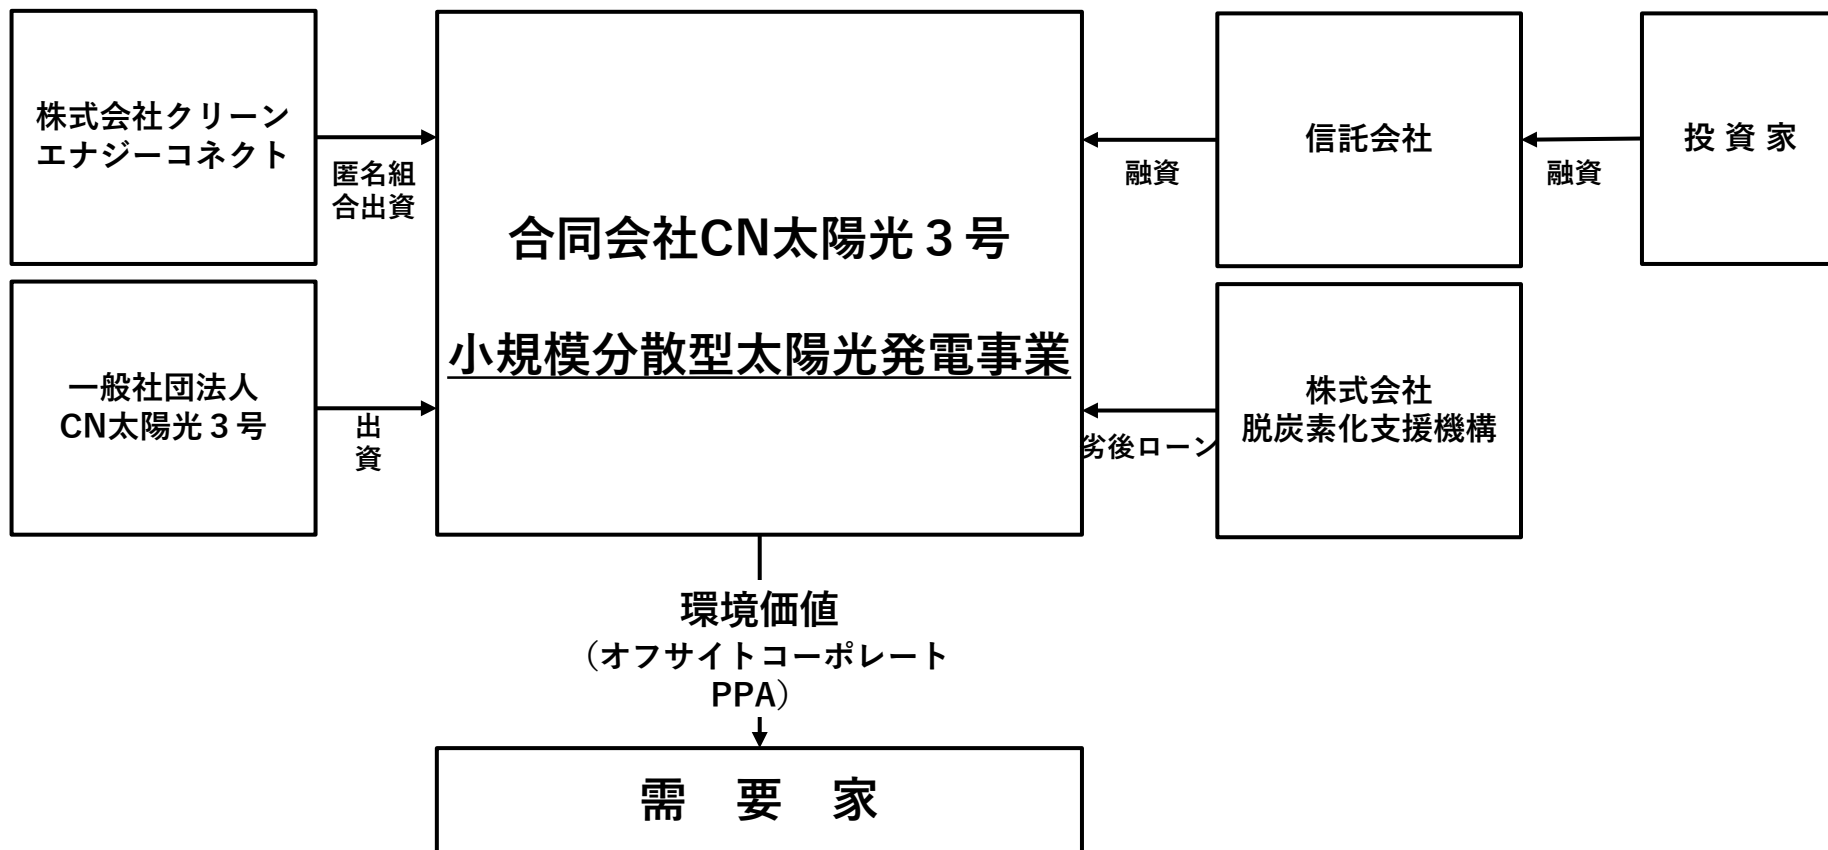 株式会社クリーン
エナジーコネクト
匿名組
合出資
一般社団法人
CN太陽光３号
出
資
合同会社CN太陽光３号
小規模分散型太陽光発電事業
融資
信託会社
融資
投 資 家
劣後ローン
株式会社
脱炭素化支援機構
環境価値
（オフサイトコーポレート
PPA）
需　要　家